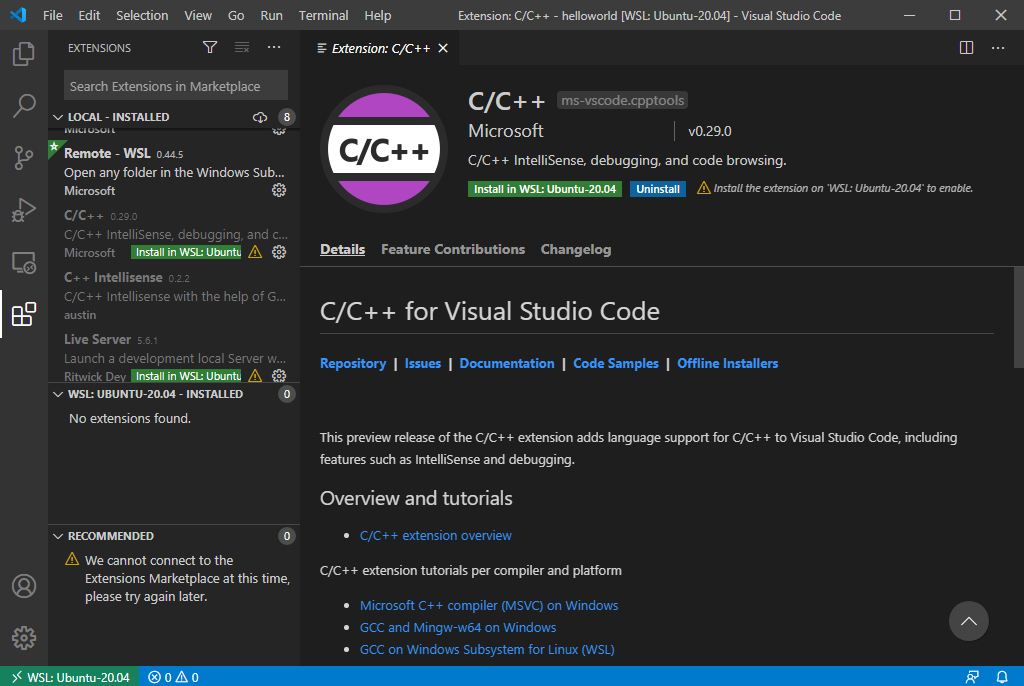 File Edit Selection View Go Run Terminal Help Extension: C/C++ - helloworld [WSL: Ubuntu-20.04] - Visual Studio Code
EXTENSIONS
Search Extensions in Marketplace
LOCAL - INSTALLED 8
Microsoft
Remote - WSL 0.44.5
Open any folder in the Windows Sub...
Microsoft
C/C++ 0.29.0
C/C++ IntelliSense, debugging, and c...
Microsoft Install in WSL: Ubuntu
C++ Intellisense 0.2.2
C/C++ Intellisense with the help of G...
austin
Live Server 5.6.1
Launch a development local Server w...
Ritwick Dey Install in WSL: Ubuntu
WSL: UBUNTU-20.04 - INSTALLED 0
No extensions found.
RECOMMENDED 0
We cannot connect to the
Extensions Marketplace at this time,
please try again later.
Extension: C/C++
C/C++
C/C++ ms-vscode.cpptools
Microsoft v0.29.0
C/C++ IntelliSense, debugging, and code browsing.
Install in WSL: Ubuntu-20.04 Uninstall Install the extension on 'WSL: Ubuntu-20.04' to enable.
Details Feature Contributions Changelog
C/C++ for Visual Studio Code
Repository | Issues | Documentation | Code Samples | Offline Installers
This preview release of the C/C++ extension adds language support for C/C++ to Visual Studio Code, including
features such as IntelliSense and debugging.
Overview and tutorials
• C/C++ extension overview
C/C++ extension tutorials per compiler and platform
• Microsoft C++ compiler (MSVC) on Windows
• GCC and Mingw-w64 on Windows
• GCC on Windows Subsystem for Linux (WSL)
WSL: Ubuntu-20.04 0 0